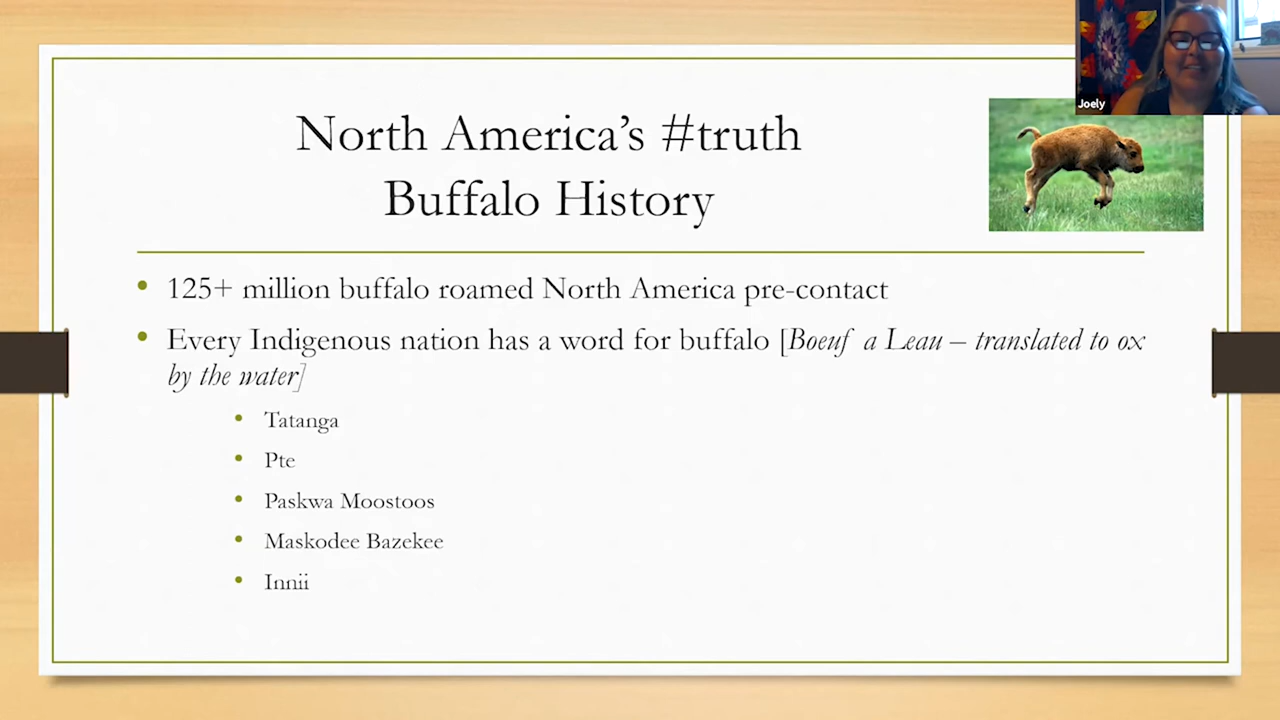 Joely
North America's #truth
Buffalo History
• 125+ million buffalo roamed North America pre-contact
• Every Indigenous nation has a word for buffalo [Boeuf a Leau – translated to ox
by the water]
• Tatanga
• Pte
• Paskwa Moostoos
• Maskodee Bazekee
• Innii